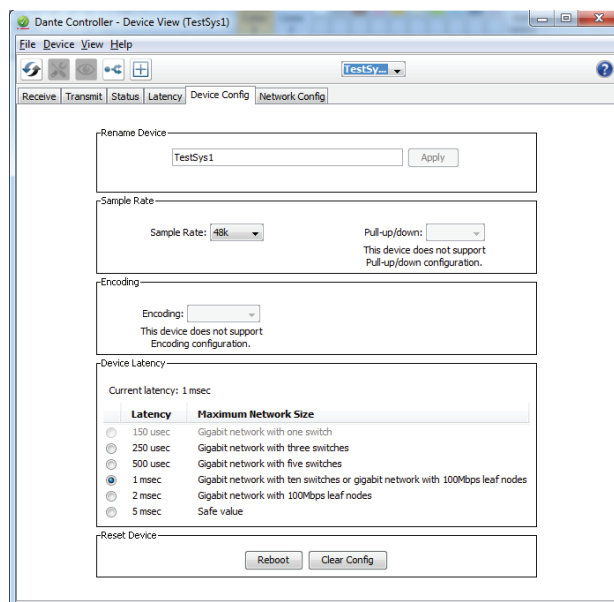 Dante Controller - Device View (TestSys1)
File Device View Help
TestSy...
Receive Transmit Status Latency Device Config Network Config
Rename Device
TestSys1 Apply
Sample Rate
Sample Rate: 48k Pull-up/down:
This device does not support
Pull-up/down configuration.
Encoding
Encoding:
This device does not support
Encoding configuration.
Device Latency
Current latency: 1 msec
Latency Maximum Network Size
150 usec Gigabit network with one switch
250 usec Gigabit network with three switches
500 usec Gigabit network with five switches
1 msec Gigabit network with ten switches or gigabit network with 100Mbps leaf nodes
2 msec Gigabit network with 100Mbps leaf nodes
5 msec Safe value
Reset Device
Reboot Clear Config